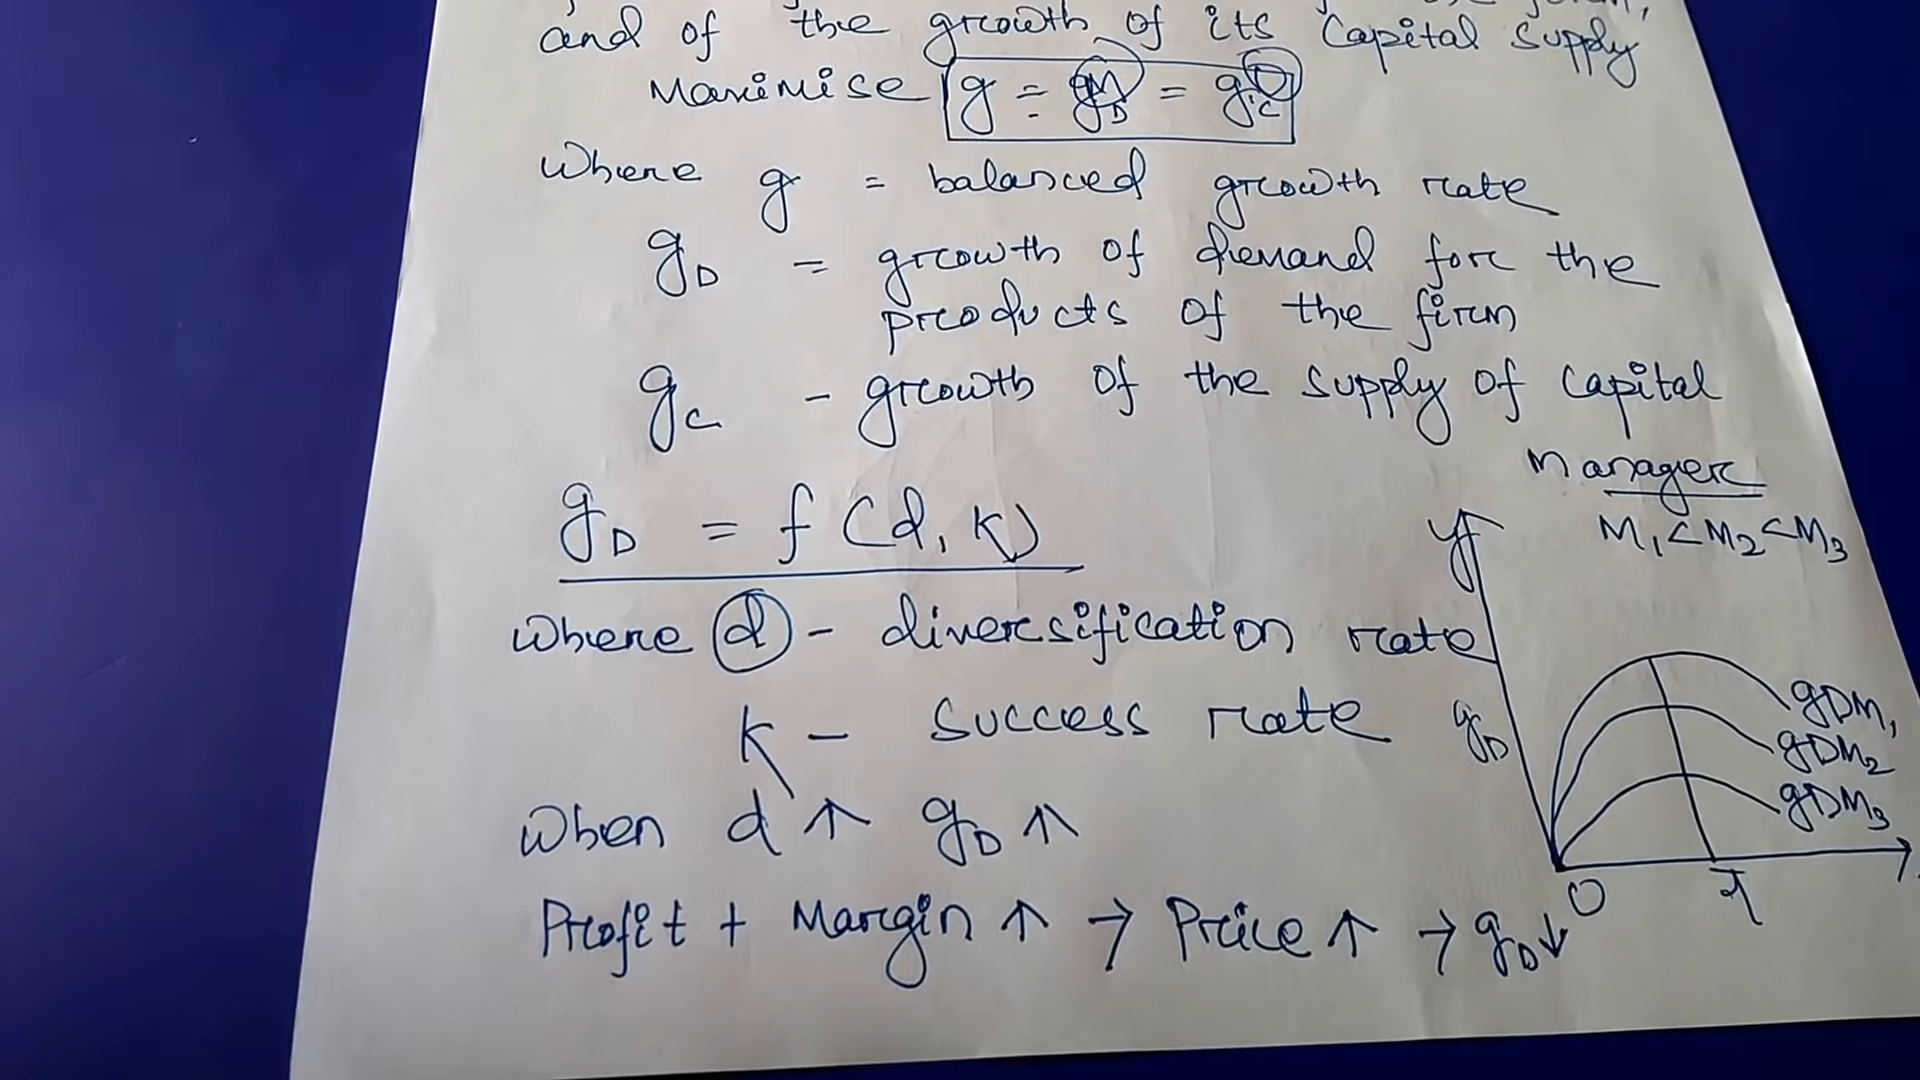 and of the growth of its Capital Supply
Maximise g = gD = gC
Where g = balanced growth rate
gD = growth of demand for the
products of the firm
gC - growth of the supply of capital
gD = f (d, K)
Where d - diversification rate
K - Success rate
When d ↑ gD ↑
Profit + Margin ↑ → Price ↑ → gD ↓
Manager
M1 < M2 < M3
Y
gD
gDM1
gDM2
gDM3
O